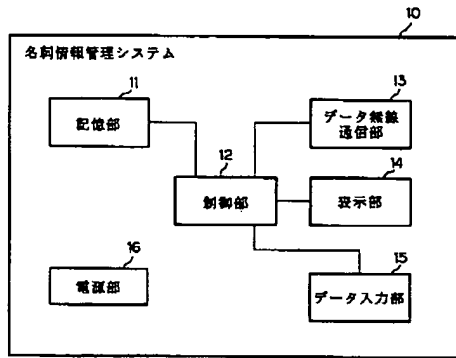 10
名刺情報管理システム
11
記憶部
13
データ無線
通信部
12
制御部
14
表示部
16
電源部
15
データ入力部